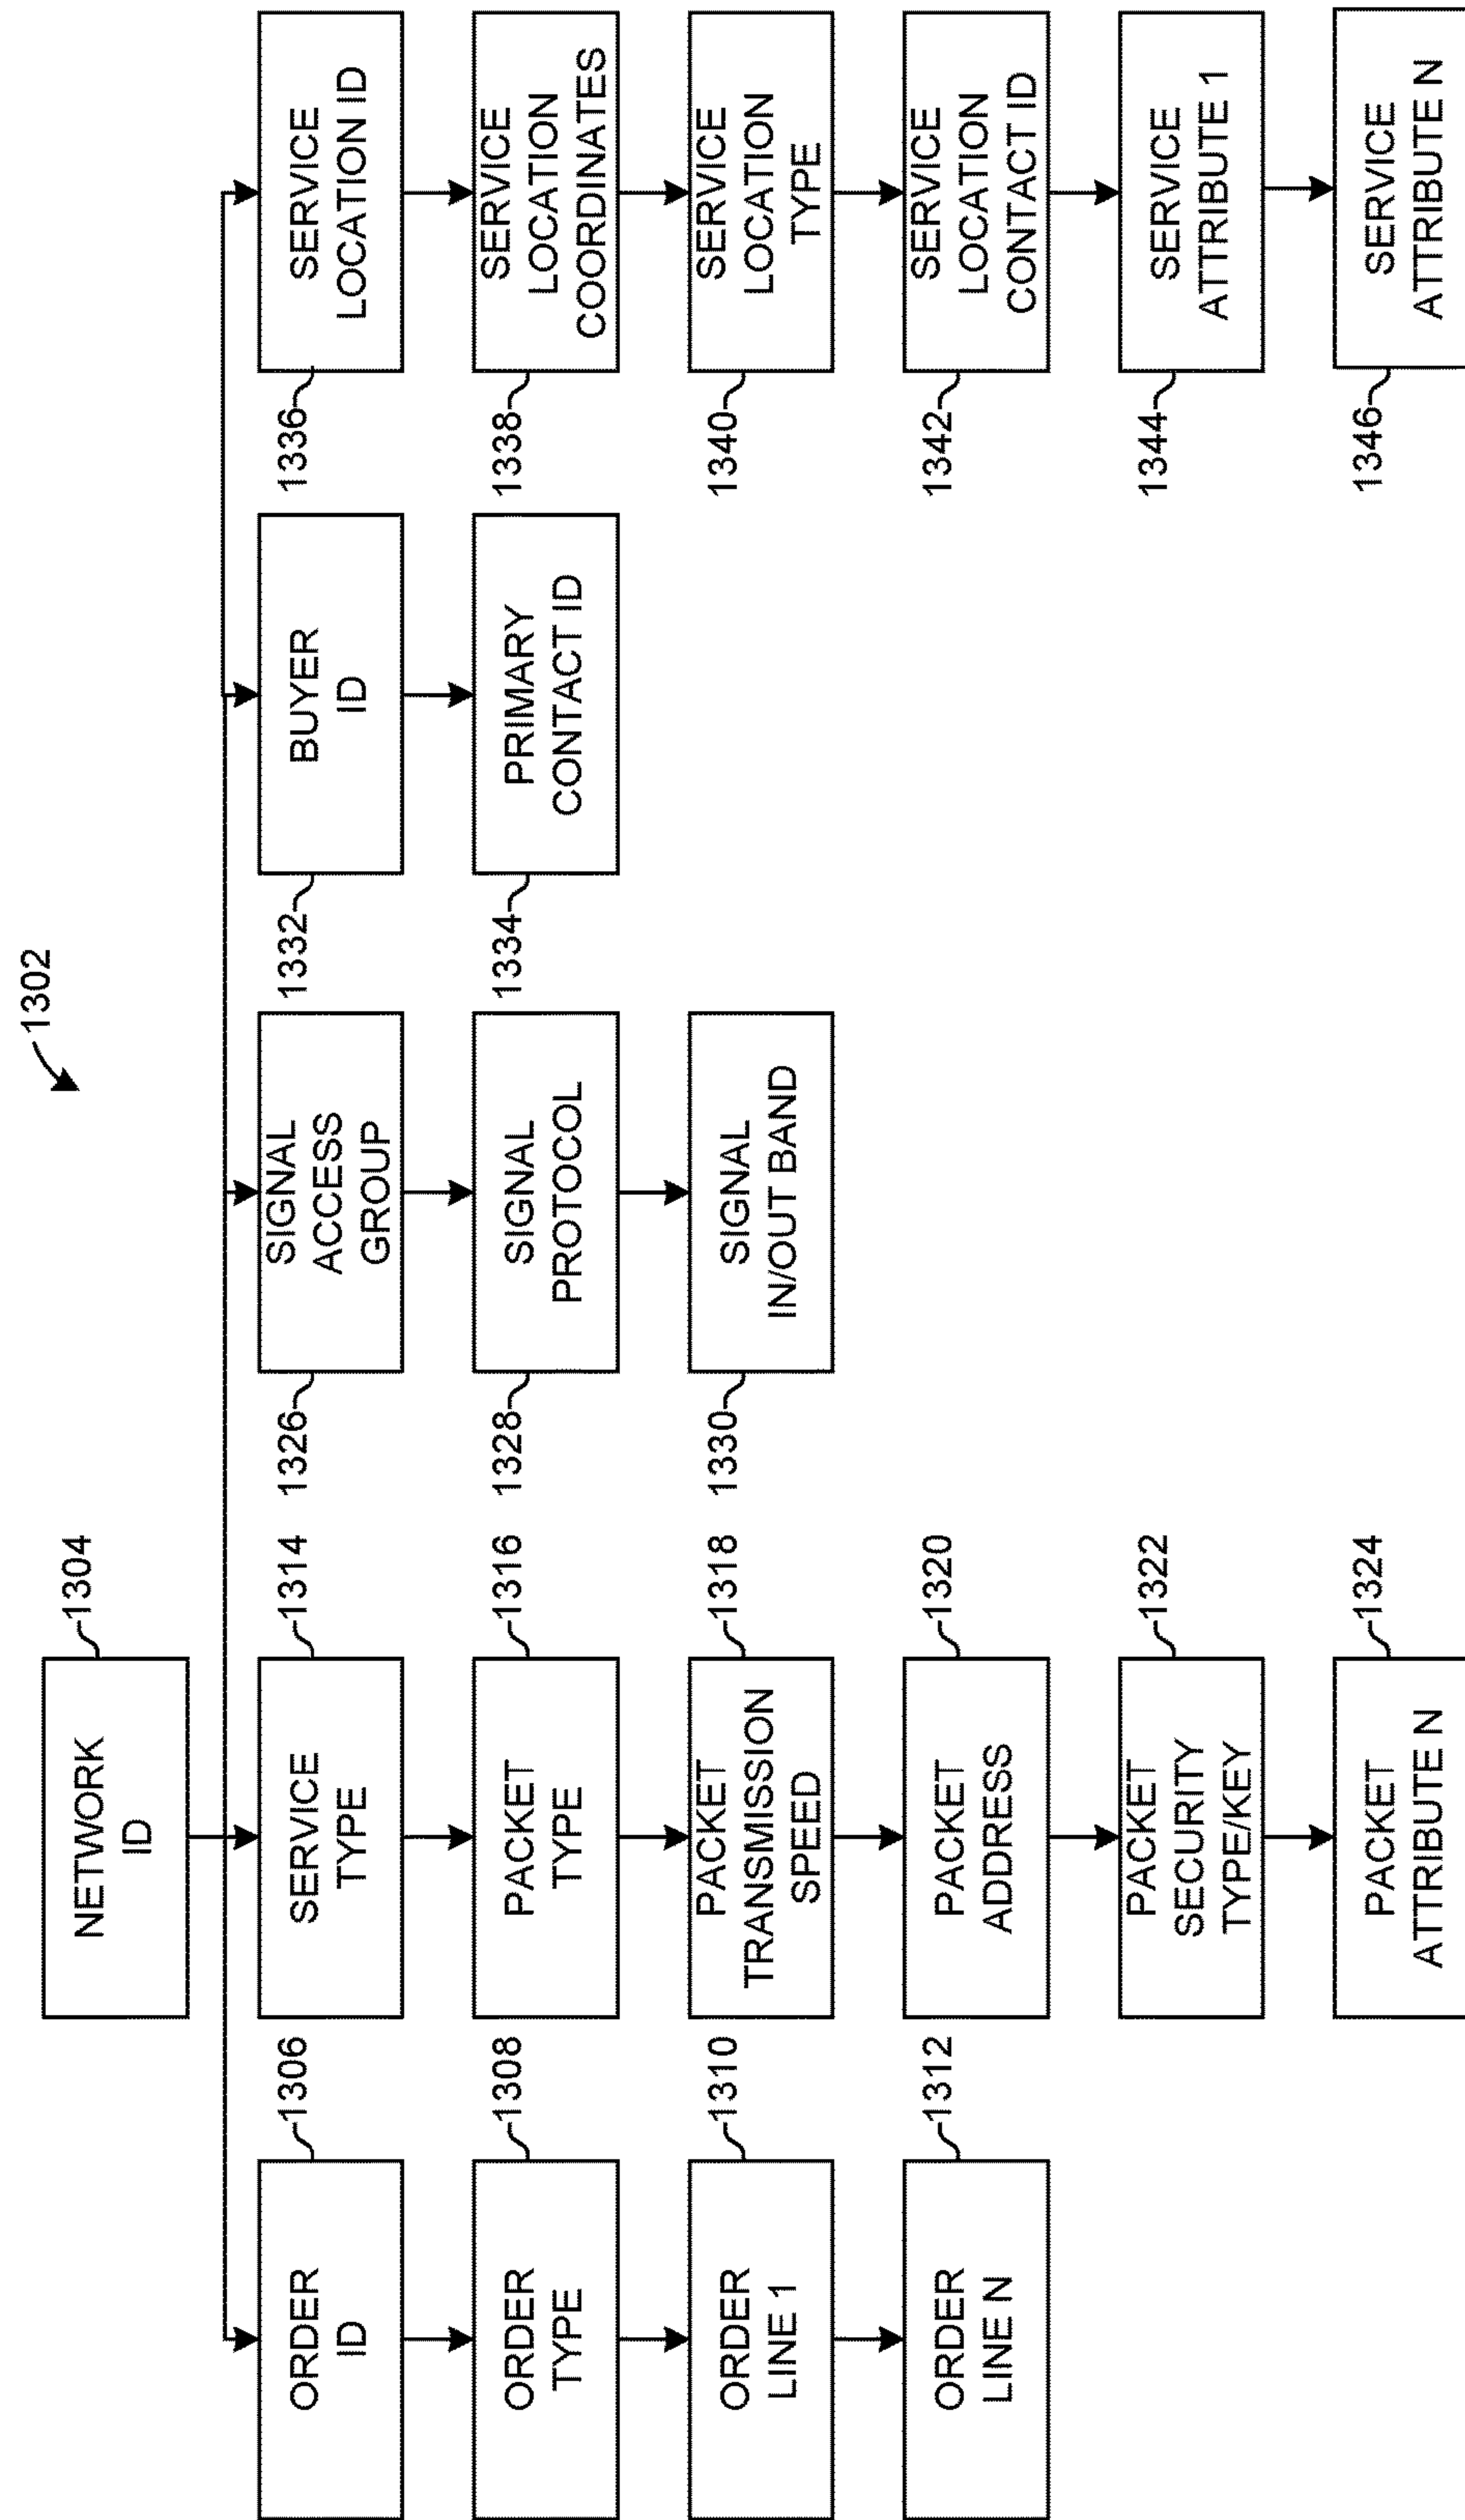 1302
NETWORK
ID
1304
ORDER
ID
1306
ORDER
TYPE
1308
ORDER
LINE 1
1310
ORDER
LINE N
1312
SERVICE
TYPE
1314
PACKET
TYPE
1316
PACKET
TRANSMISSION
SPEED
1318
PACKET
ADDRESS
1320
PACKET
SECURITY
TYPE/KEY
1322
PACKET
ATTRIBUTE N
1324
SIGNAL
ACCESS
GROUP
1326
SIGNAL
PROTOCOL
1328
SIGNAL
IN/OUT BAND
1330
BUYER
ID
1332
PRIMARY
CONTACT ID
1334
SERVICE
LOCATION ID
1336
SERVICE
LOCATION
COORDINATES
1338
SERVICE
LOCATION
TYPE
1340
SERVICE
LOCATION
CONTACT ID
1342
SERVICE
ATTRIBUTE 1
1344
SERVICE
ATTRIBUTE N
1346